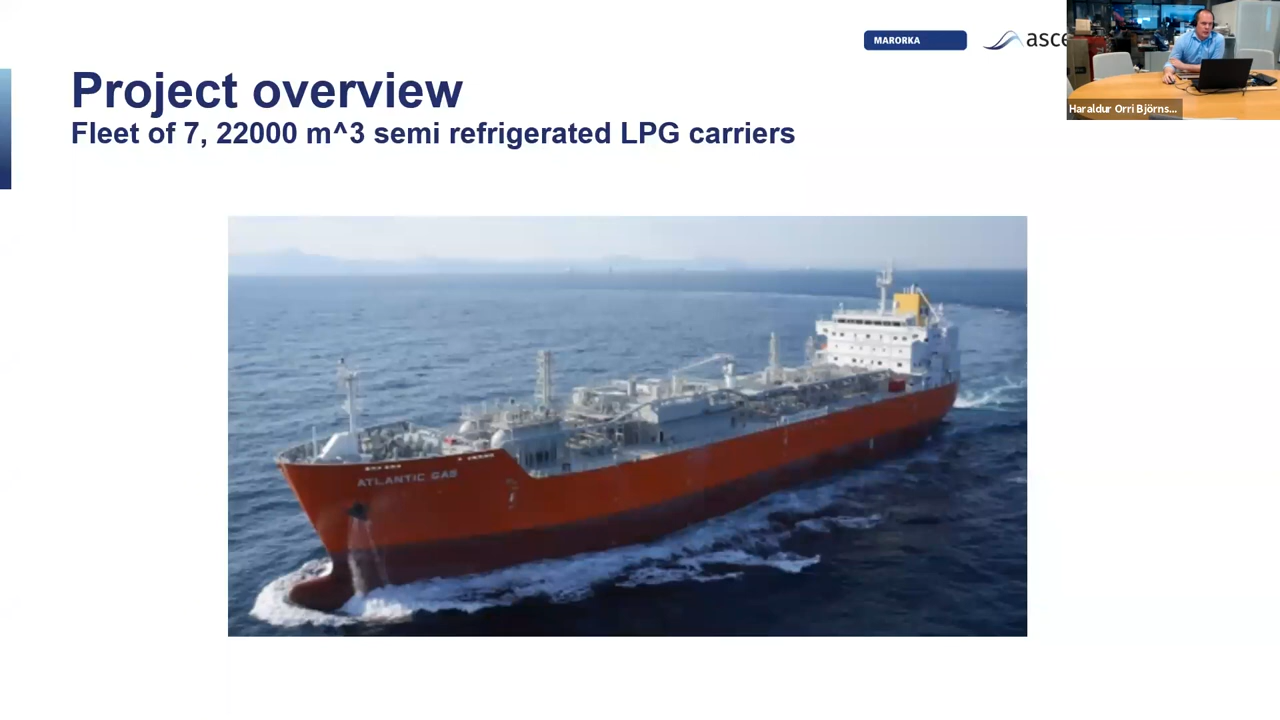 MARORKA
asce
Haraldur Orri Björns...
Project overview
Fleet of 7, 22000 m^3 semi refrigerated LPG carriers
ATLANTIC GAS